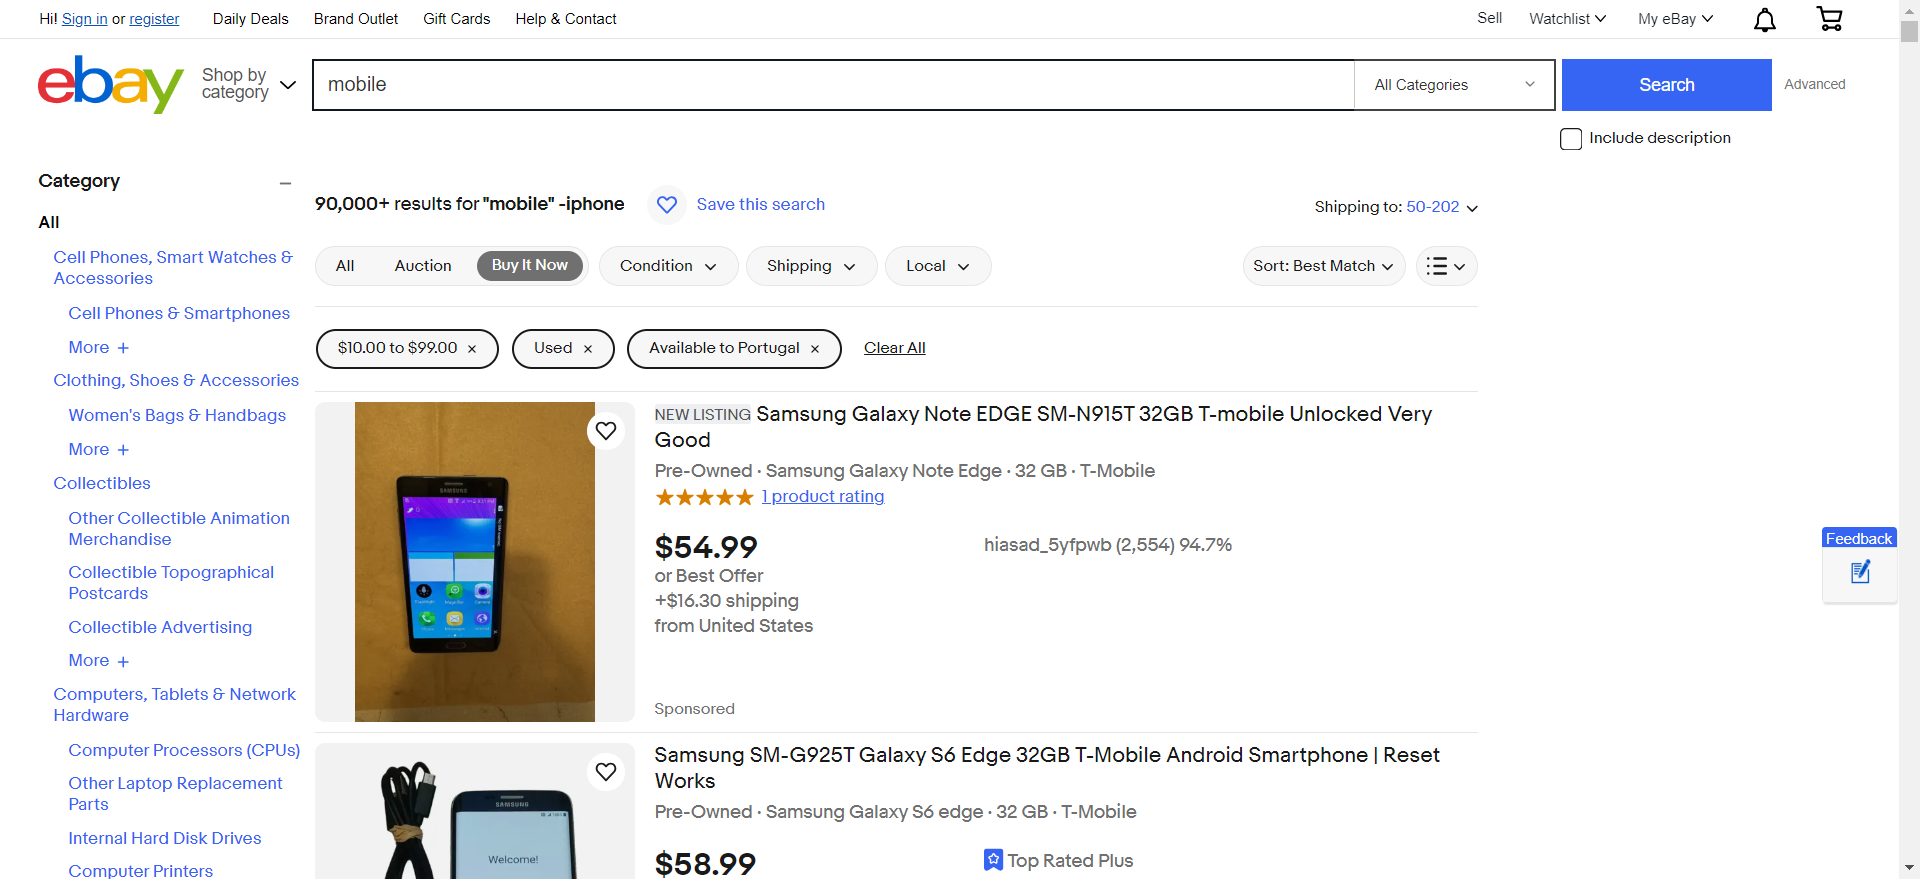 Hi! Sign in or register
Daily Deals
Brand Outlet
Gift Cards
Help & Contact
Sell
Watchlist
My eBay
ebay
Shop by
category
mobile
All Categories
Search
Advanced
Include description
Category
All
Cell Phones, Smart Watches &
Accessories
Cell Phones & Smartphones
More +
Clothing, Shoes & Accessories
Women's Bags & Handbags
More +
Collectibles
Other Collectible Animation
Merchandise
Collectible Topographical
Postcards
Collectible Advertising
More +
Computers, Tablets & Network
Hardware
Computer Processors (CPUs)
Other Laptop Replacement
Parts
Internal Hard Disk Drives
Computer Printers
90,000+ results for "mobile" -iphone
Save this search
Shipping to: 50-202
All
Auction
Buy It Now
Condition
Shipping
Local
Sort: Best Match
$10.00 to $99.00
Used
Available to Portugal
Clear All
SAMSUNG
NEW LISTING Samsung Galaxy Note EDGE SM-N915T 32GB T-mobile Unlocked Very
Good
Pre-Owned · Samsung Galaxy Note Edge · 32 GB · T-Mobile
1 product rating
$54.99
or Best Offer
+$16.30 shipping
from United States
hiasad_5yfpwb (2,554) 94.7%
Sponsored
Feedback
SAMSUNG
Welcome!
Samsung SM-G925T Galaxy S6 Edge 32GB T-Mobile Android Smartphone | Reset
Works
Pre-Owned · Samsung Galaxy S6 edge · 32 GB · T-Mobile
$58.99
Top Rated Plus